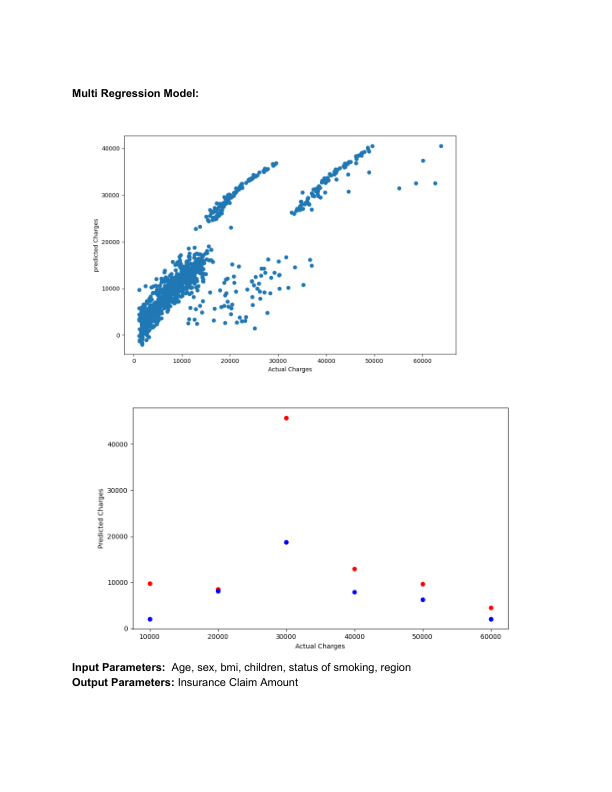 Multi Regression Model:
40000
30000
20000
10000
0
predicted Charges
0 10000 20000 30000 40000 50000 60000
Actual Charges
40000
30000
20000
10000
0
Predicted Charges
10000 20000 30000 40000 50000 60000
Actual Charges
Input Parameters: Age, sex, bmi, children, status of smoking, region
Output Parameters: Insurance Claim Amount